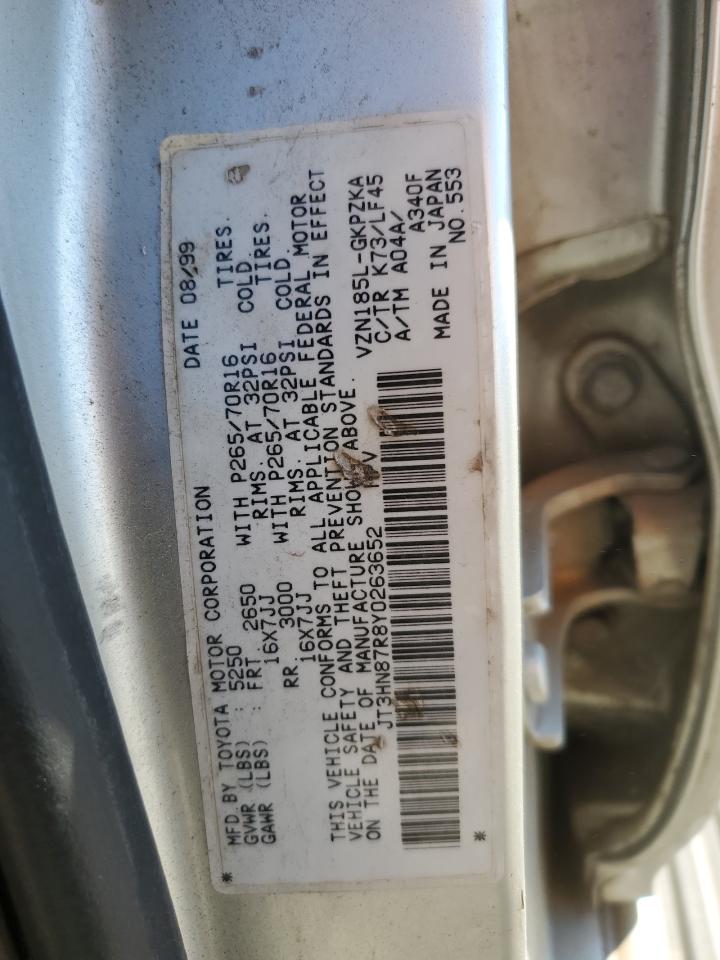 MFD. BY TOYOTA MOTOR CORPORATION DATE 08/99
GVWR (LBS) : 5250
GAWR (LBS) : FRT. 2650 WITH P265/70R16 TIRES.
16X7JJ RIMS. AT 32PSI COLD.
RR. 3000 WITH P265/70R16 TIRES.
16X7JJ RIMS. AT 32PSI COLD.
THIS VEHICLE CONFORMS TO ALL APPLICABLE FEDERAL MOTOR
VEHICLE SAFETY AND THEFT PREVENTION STANDARDS IN EFFECT
ON THE DATE OF MANUFACTURE SHOWN ABOVE.
JT3HN87R8Y0263652 V VZN185L-GKPZKA
C/TR K73/LF45
A/TM A04A/
A340F
MADE IN JAPAN
NO. 553
* *